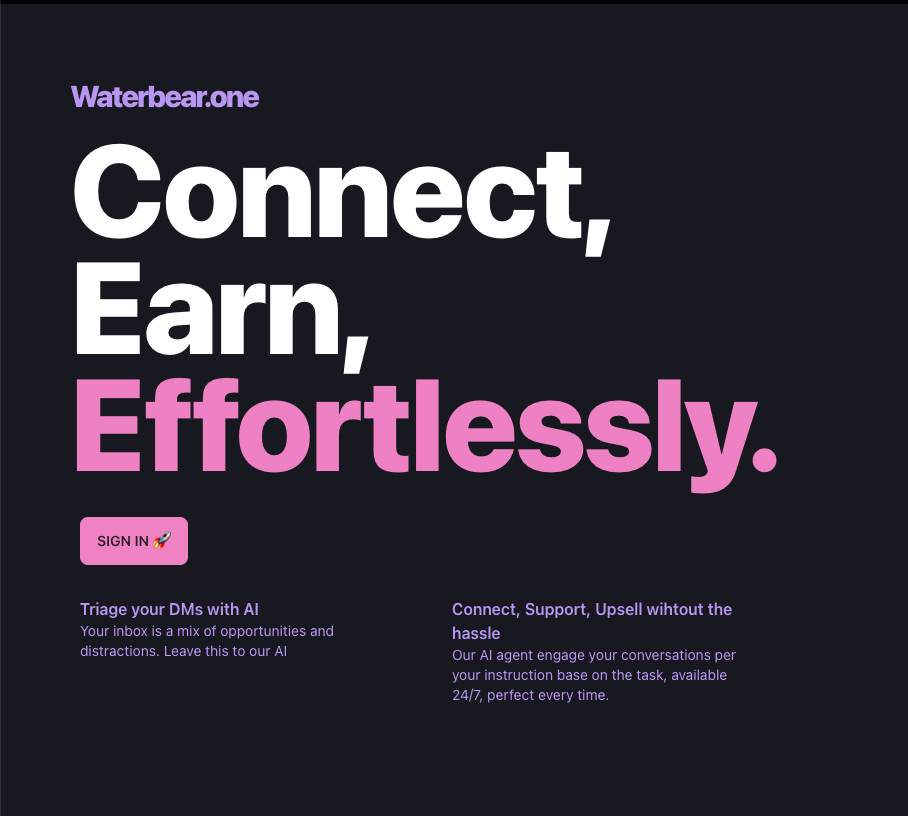 Waterbear.one
Connect,
Earn,
Effortlessly.
SIGN IN 🚀
Triage your DMs with AI
Your inbox is a mix of opportunities and
distractions. Leave this to our AI
Connect, Support, Upsell wihtout the
hassle
Our AI agent engage your conversations per
your instruction base on the task, available
24/7, perfect every time.